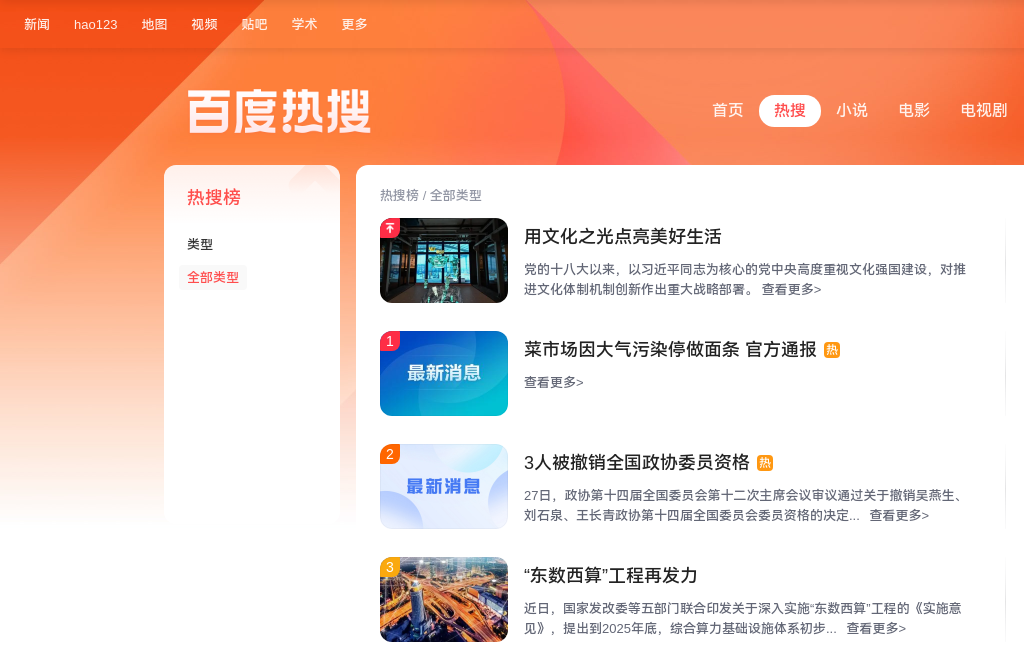 新闻 hao123 地图 视频 贴吧 学术 更多
百度热搜
首页 热搜 小说 电影 电视剧
热搜榜
类型
全部类型
热搜榜 / 全部类型
用文化之光点亮美好生活
党的十八大以来，以习近平同志为核心的党中央高度重视文化强国建设，对推
进文化体制机制创新作出重大战略部署。 查看更多>
1
最新消息
菜市场因大气污染停做面条 官方通报 热
查看更多>
2
最新消息
3人被撤销全国政协委员资格 热
27日，政协第十四届全国委员会第十二次主席会议审议通过关于撤销吴燕生、
刘石泉、王长青政协第十四届全国委员会委员资格的决定... 查看更多>
3
“东数西算”工程再发力
近日，国家发改委等五部门联合印发关于深入实施“东数西算”工程的《实施意
见》，提出到2025年底，综合算力基础设施体系初步... 查看更多>